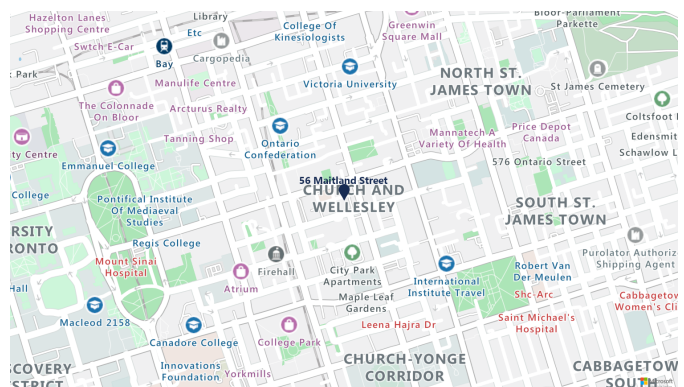 Hazelton Lanes
Shopping Centre
Library
Etc
College Of
Kinesiologists
Greenwin
Square Mall
Bloor-Parliament
Parkette
Swtch E-Car
Cargopedia
Bay
x Park
Manulife Centre
Victoria University
NORTH ST.
JAMES TOWN
St James Cemetery
The Colonnade
On Bloor
Arcturus Realty
Coltsfoot
Tanning Shop
Ontario
Confederation
Mannatech A
Variety Of Health
Price Depot
Canada
Edensmit
Schawlow L
ty Centre
Emmanuel College
576 Ontario Street
56 Maitland Street
CHURCH AND
WELLESLEY
College
Pontifical Institute
Of Mediaeval
Studies
SOUTH ST.
JAMES TOWN
RSITY
RONTO
Regis College
Purolator Authoriz
Shipping Agent
Mount Sinai
Hospital
Firehall
City Park
Apartments
Robert Van
Der Meulen
Hall
Atrium
International
Institute Travel
Maple Leaf
Gardens
Shc-Arc
Cabbagetow
Women's Cli
Macleod 2158
Leena Hajra Dr
Saint Michael's
Hospital
Canadore College
College Park
SCOVERY
STRICT
Innovations
Foundation
Yorkmills
CHURCH-YONGE
CORRIDOR
CABBAGETOW
SOUT
Microsoft